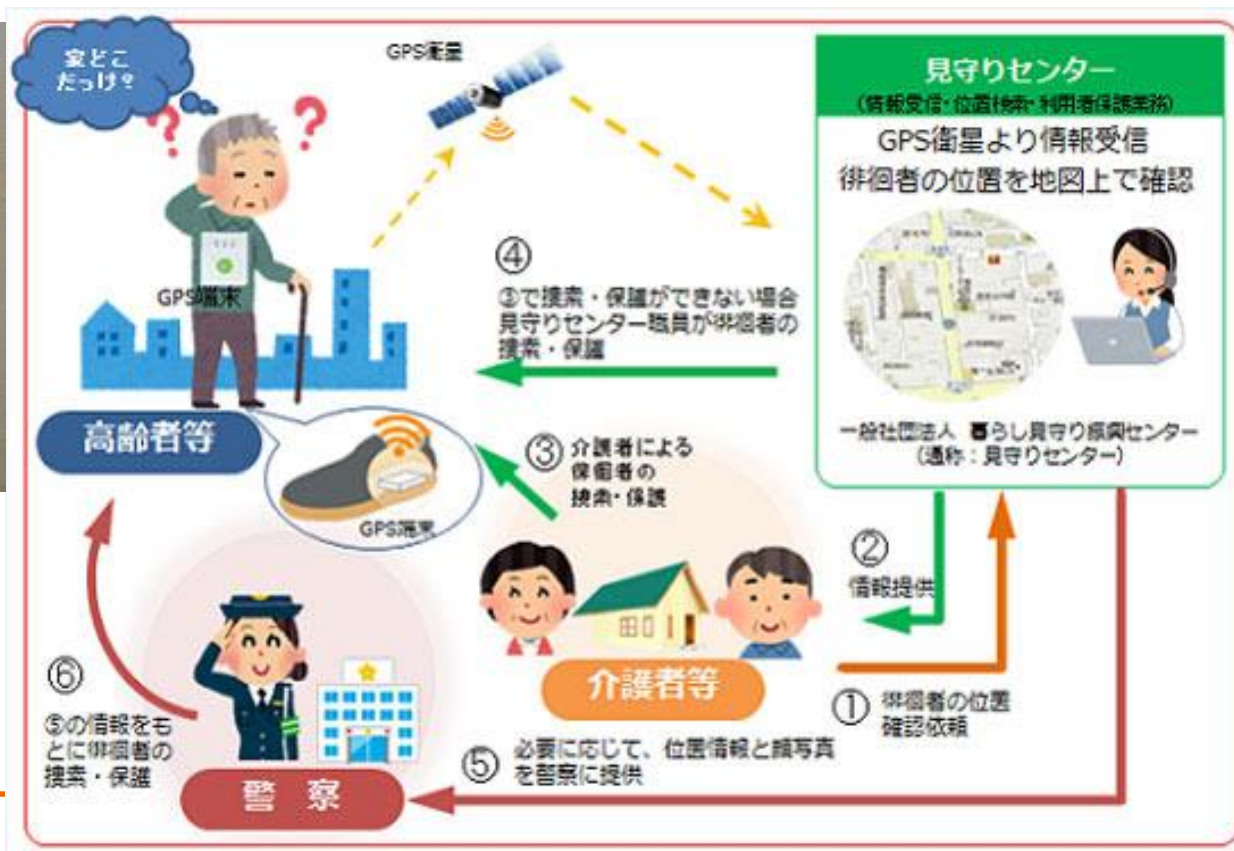 家どこ
だっけ?
GPS衛星
GPS端末
高齢者等
GPS端末
見守りセンター
(情報受信・位置検索・利用者保護業務)
GPS衛星より情報受信
徘徊者の位置を地図上で確認
一般社団法人 暮らし見守り振興センター
(通称:見守りセンター)
④
③で捜索・保護ができない場合
見守りセンター職員が徘徊者の
捜索・保護
③
介護者による
徘徊者の
捜索・保護
②
情報提供
介護者等
①
徘徊者の位置
確認依頼
⑥
⑤の情報をも
とに徘徊者の
捜索・保護
警察
⑤
必要に応じて、位置情報と顔写真
を警察に提供